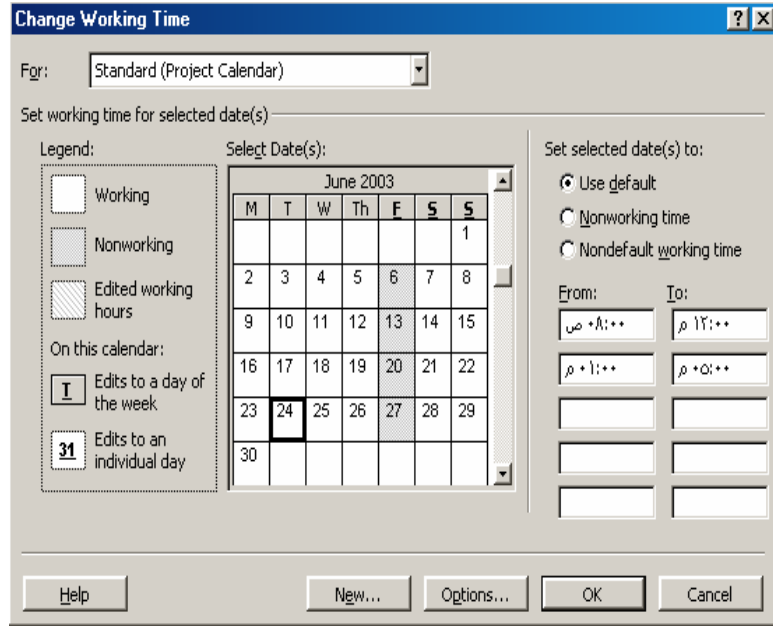 Change Working Time
For: Standard (Project Calendar)
Set working time for selected date(s)
Legend:
Working
Nonworking
Edited working
hours
On this calendar:
T Edits to a day of
the week
31 Edits to an
individual day
Select Date(s):
June 2003
M T W Th F S S
1
2 3 4 5 6 7 8
9 10 11 12 13 14 15
16 17 18 19 20 21 22
23 24 25 26 27 28 29
30
Set selected date(s) to:
Use default
Nonworking time
Nondefault working time
From: To:
٠٨:٠٠ ص ١٢:٠٠ م
٠١:٠٠ م ٠٥:٠٠ م
Help New... Options... OK Cancel